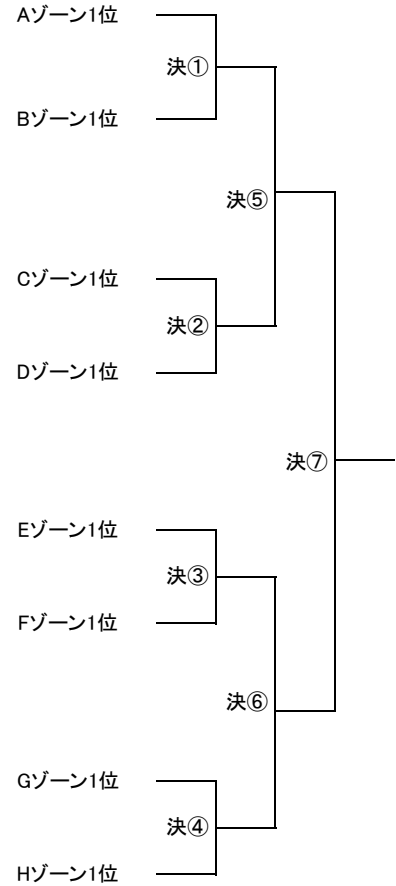 Aゾーン1位
決①
Bゾーン1位
決⑤
Cゾーン1位
決②
Dゾーン1位
決⑦
Eゾーン1位
決③
Fゾーン1位
決⑥
Gゾーン1位
決④
Hゾーン1位